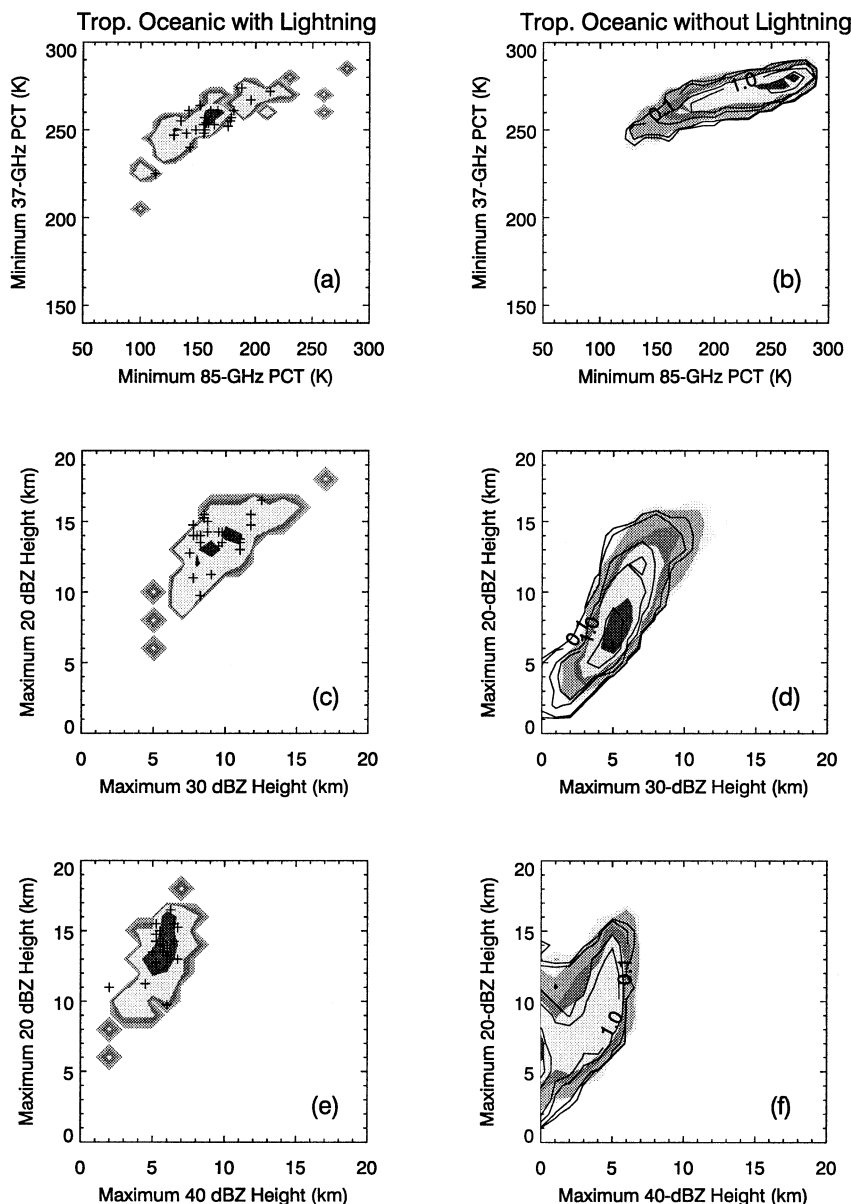 Trop. Oceanic with Lightning
Trop. Oceanic without Lightning
300
250
200
150
Minimum 37-GHz PCT (K)
(a)
50 100 150 200 250 300
Minimum 85-GHz PCT (K)
300
250
200
150
Minimum 37-GHz PCT (K)
0.1
1.0
(b)
50 100 150 200 250 300
Minimum 85-GHz PCT (K)
20
15
10
5
0
Maximum 20 dBZ Height (km)
(c)
0 5 10 15 20
Maximum 30 dBZ Height (km)
20
15
10
5
0
Maximum 20-dBZ Height (km)
0.1
1.0
(d)
0 5 10 15 20
Maximum 30-dBZ Height (km)
20
15
10
5
0
Maximum 20 dBZ Height (km)
(e)
0 5 10 15 20
Maximum 40 dBZ Height (km)
20
15
10
5
0
Maximum 20-dBZ Height (km)
0.1
1.0
(f)
0 5 10 15 20
Maximum 40-dBZ Height (km)